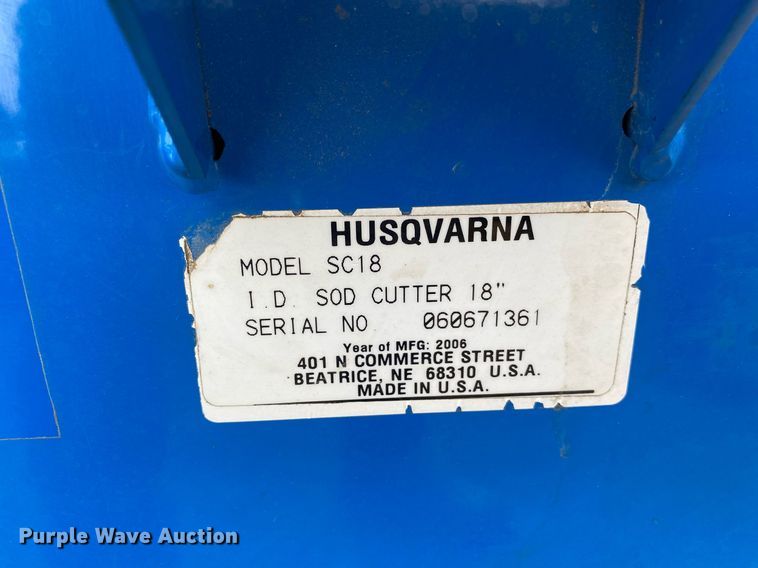 HUSQVARNA
MODEL SC18
I.D. SOD CUTTER 18"
SERIAL NO 060671361
Year of MFG: 2006
401 N COMMERCE STREET
BEATRICE, NE 68310 U.S.A.
MADE IN U.S.A.
Purple Wave Auction